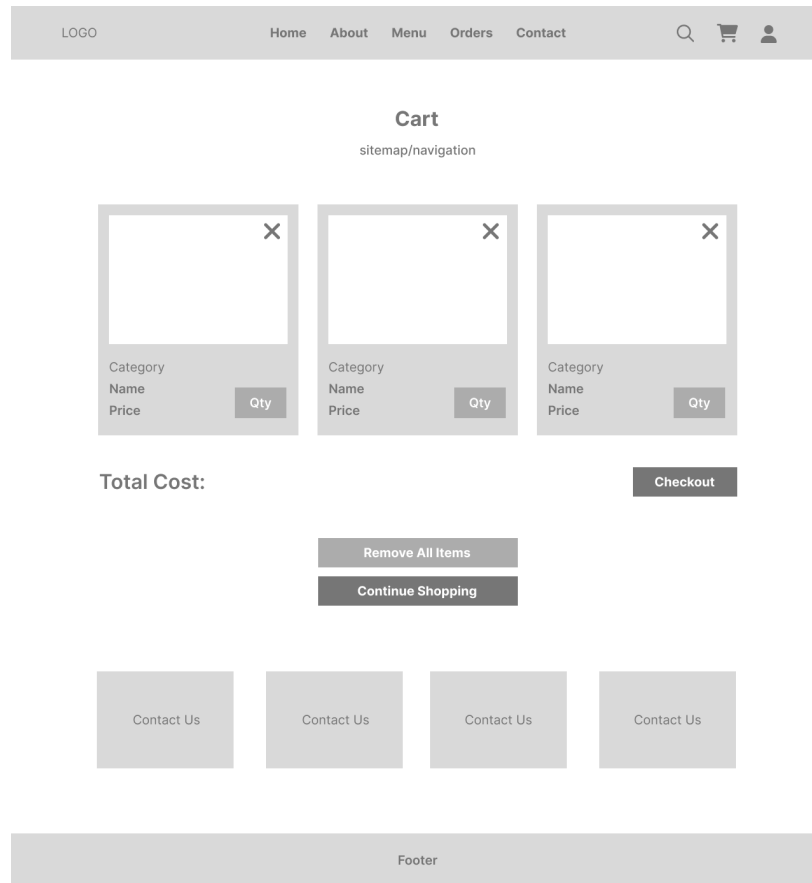 LOGO
Home About Menu Orders Contact
Cart
sitemap/navigation
Category
Name
Price
Qty
Category
Name
Price
Qty
Category
Name
Price
Qty
Total Cost:
Checkout
Remove All Items
Continue Shopping
Contact Us
Contact Us
Contact Us
Contact Us
Footer